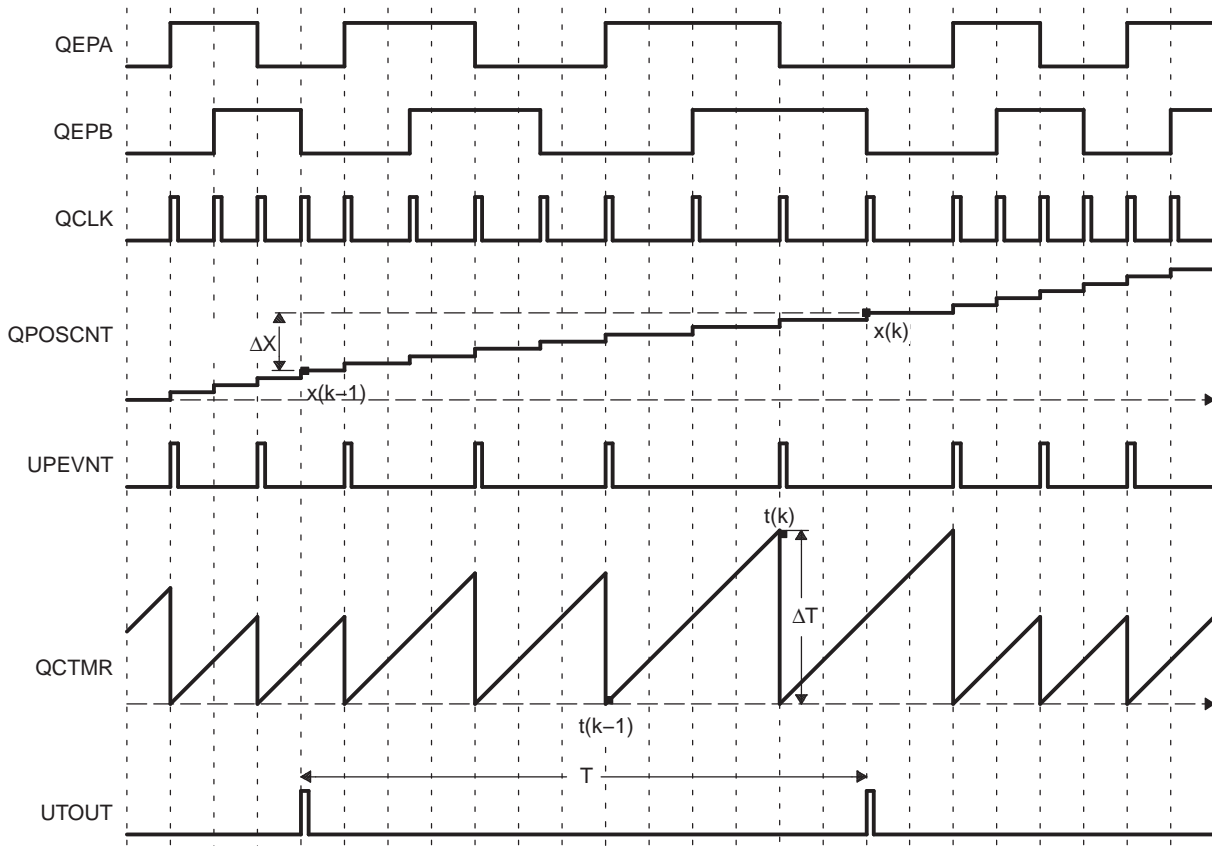 QEPA
QEPB
QCLK
QPOSCNT
ΔX
x(k)
x(k−1)
UPEVNT
t(k)
ΔT
QCTMR
t(k−1)
T
UTOUT